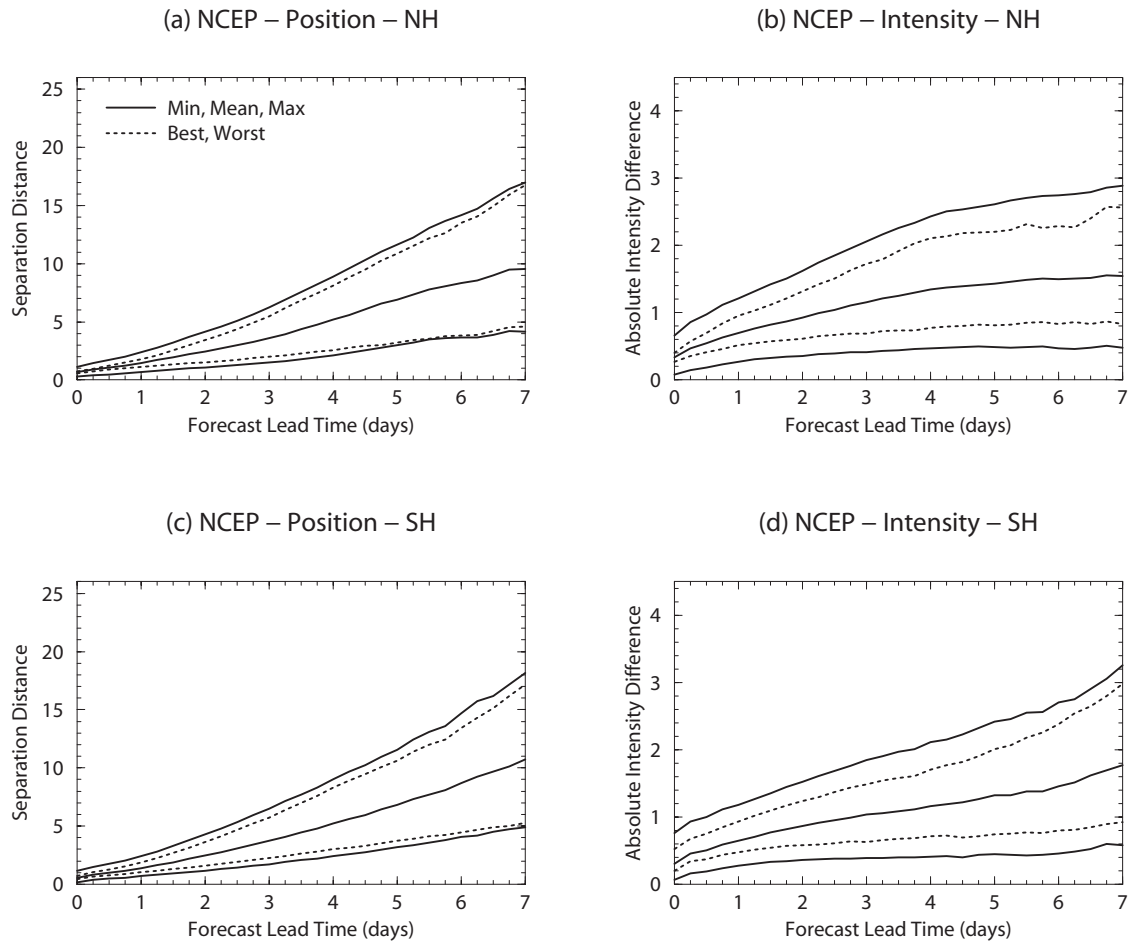 (a) NCEP – Position – NH
(b) NCEP – Intensity – NH
25
20
15
10
5
0
Separation Distance
Min, Mean, Max
Best, Worst
0 1 2 3 4 5 6 7
Forecast Lead Time (days)
4
3
2
1
0
Absolute Intensity Difference
0 1 2 3 4 5 6 7
Forecast Lead Time (days)
(c) NCEP – Position – SH
(d) NCEP – Intensity – SH
25
20
15
10
5
0
Separation Distance
0 1 2 3 4 5 6 7
Forecast Lead Time (days)
4
3
2
1
0
Absolute Intensity Difference
0 1 2 3 4 5 6 7
Forecast Lead Time (days)